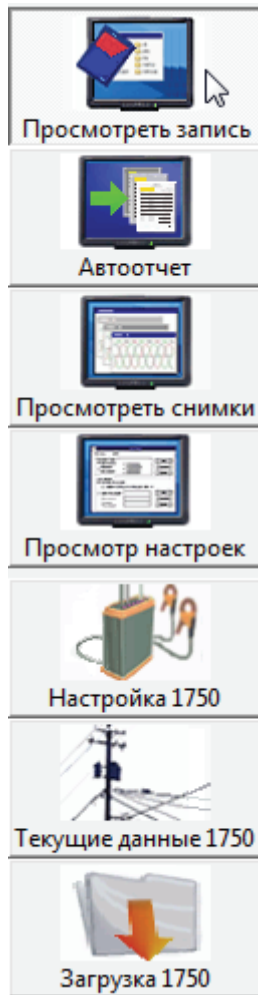 Просмотреть запись
Автоотчет
Просмотреть снимки
Просмотр настроек
Настройка 1750
Текущие данные 1750
Загрузка 1750